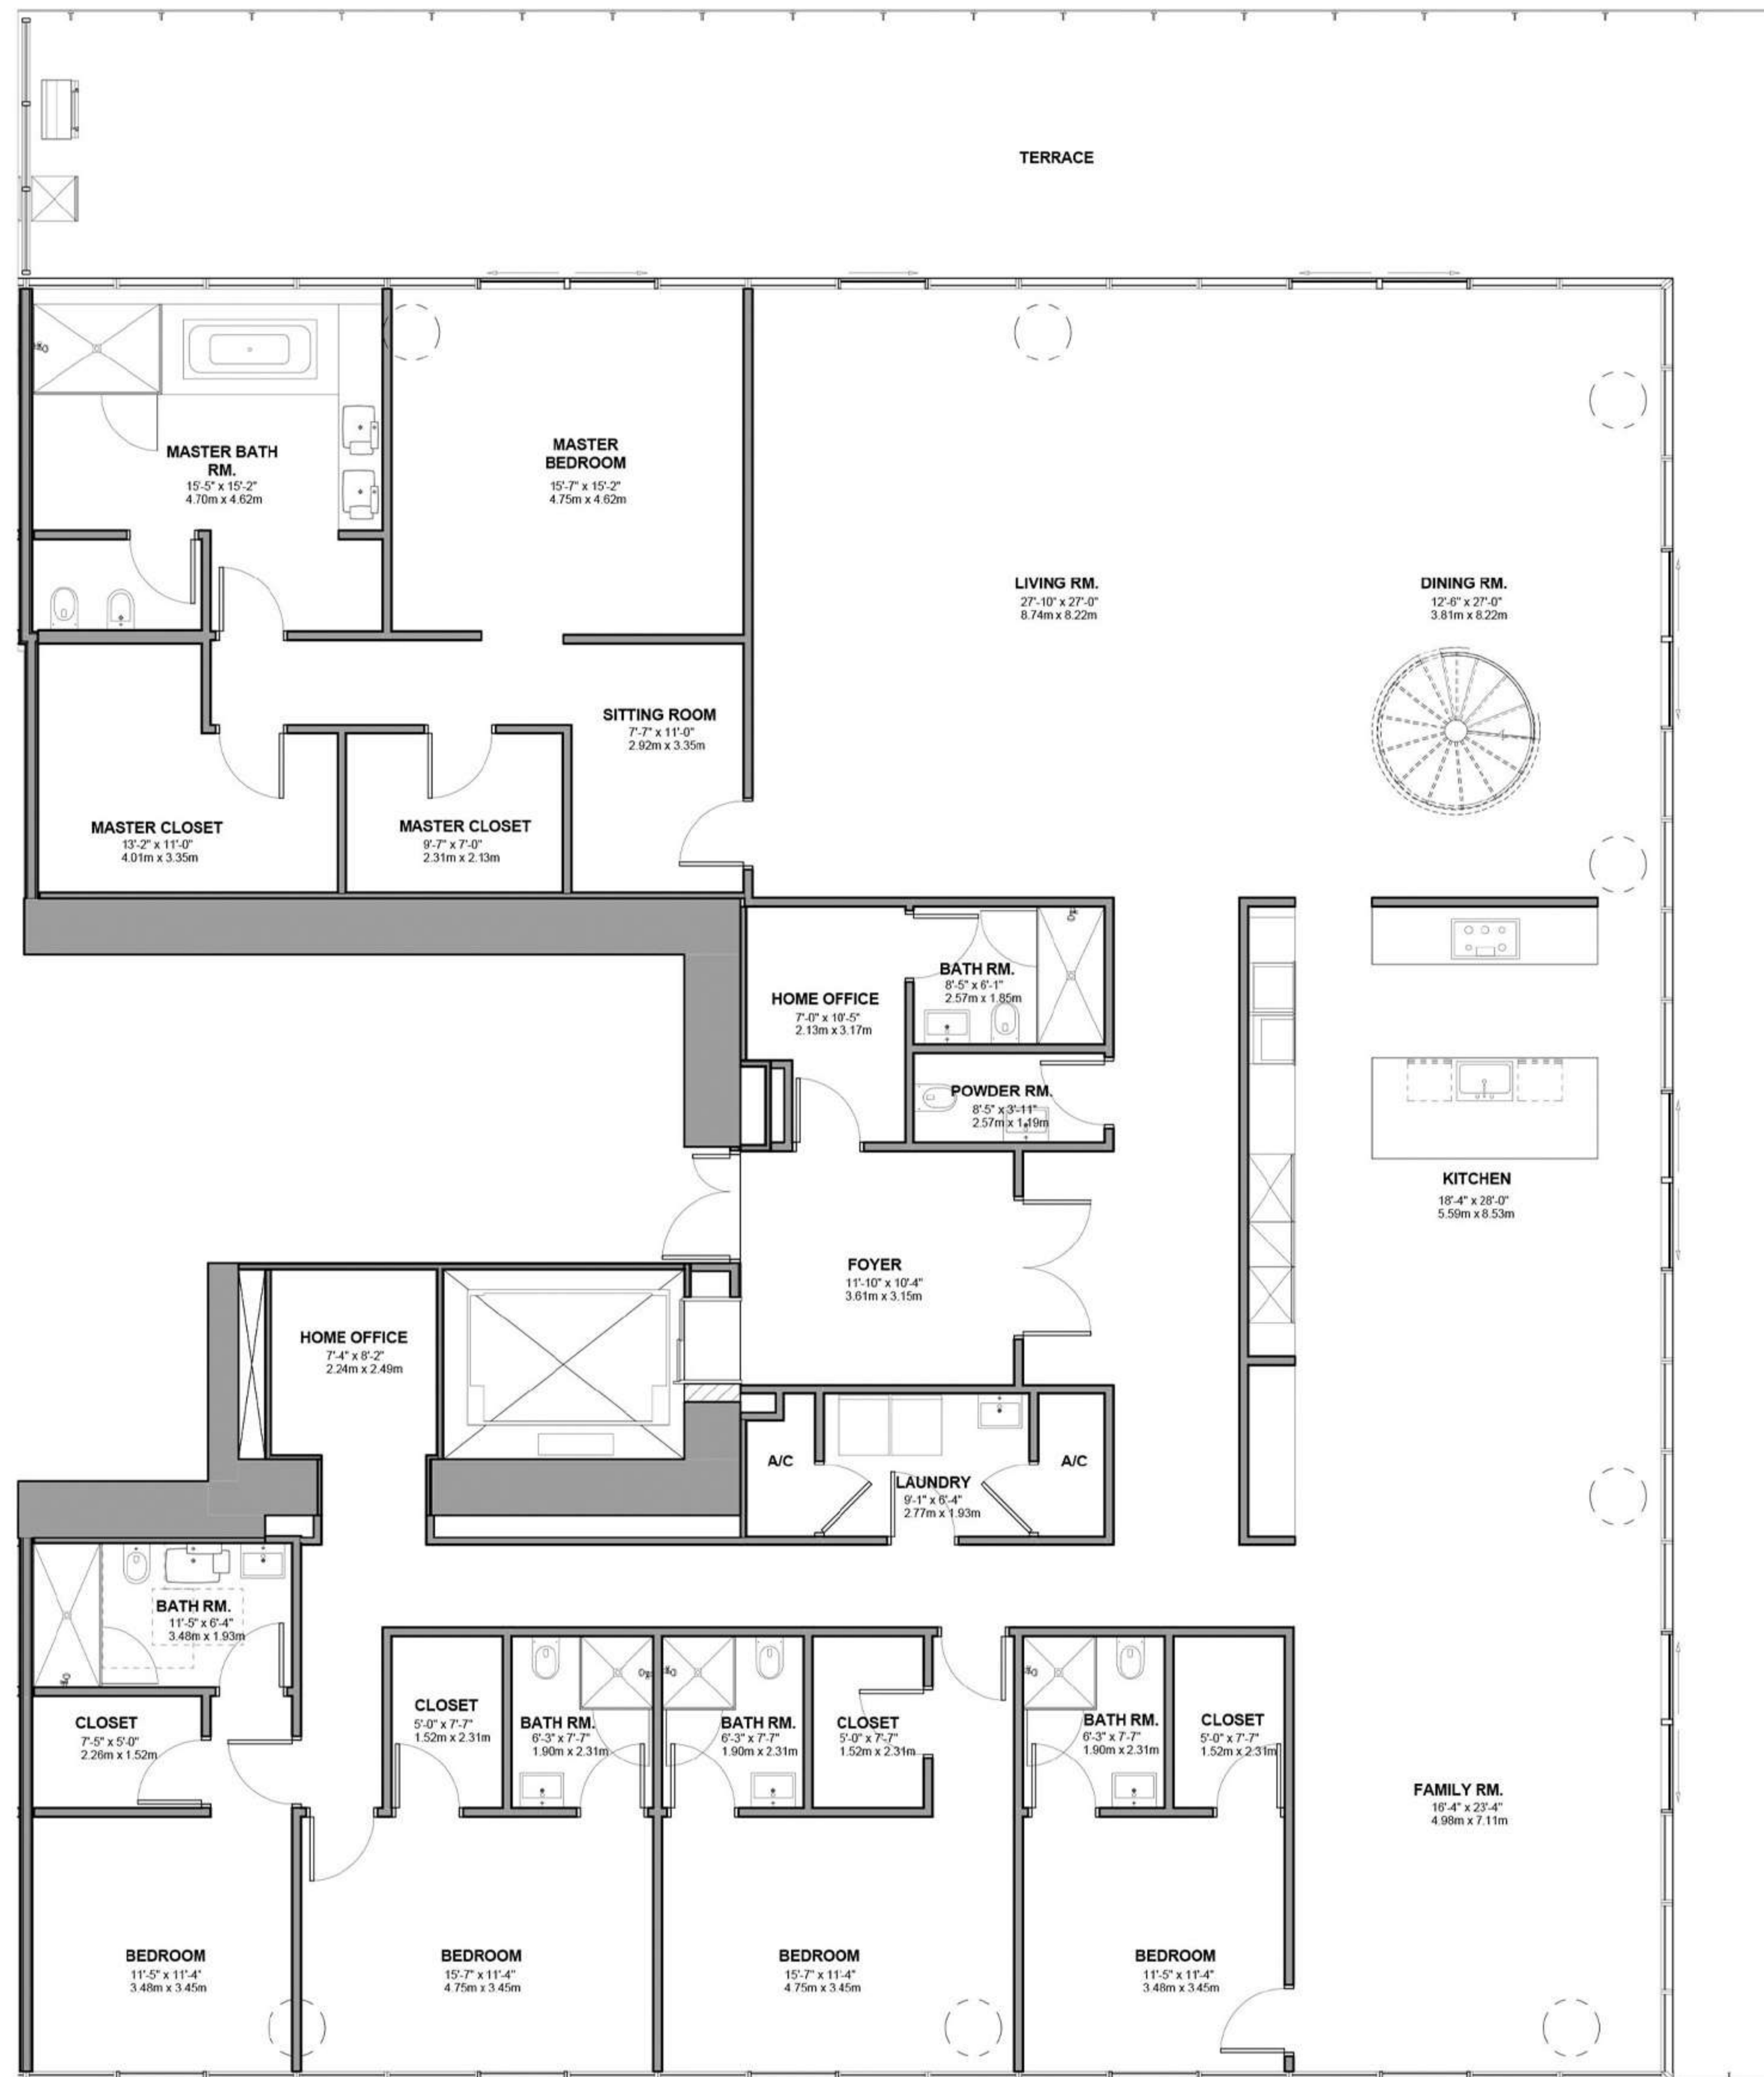 TERRACE
MASTER BATH
RM.
15'-5" x 15'-2"
4.70m x 4.62m
MASTER
BEDROOM
15'-7" x 15'-2"
4.75m x 4.62m
LIVING RM.
27'-10" x 27'-0"
8.74m x 8.22m
DINING RM.
12'-6" x 27'-0"
3.81m x 8.22m
SITTING ROOM
7'-7" x 11'-0"
2.92m x 3.35m
MASTER CLOSET
13'-2" x 11'-0"
4.01m x 3.35m
MASTER CLOSET
9'-7" x 7'-0"
2.31m x 2.13m
HOME OFFICE
7'-0" x 10'-5"
2.13m x 3.17m
BATH RM.
8'-5" x 6'-1"
2.57m x 1.85m
POWDER RM.
8'-5" x 3'-11"
2.57m x 1.19m
KITCHEN
18'-4" x 28'-0"
5.59m x 8.53m
FOYER
11'-10" x 10'-4"
3.61m x 3.15m
HOME OFFICE
7'-4" x 8'-2"
2.24m x 2.49m
A/C
LAUNDRY
9'-1" x 6'-4"
2.77m x 1.93m
A/C
BATH RM.
11'-5" x 6'-4"
3.48m x 1.93m
CLOSET
7'-5" x 5'-0"
2.26m x 1.52m
CLOSET
5'-0" x 7'-7"
1.52m x 2.31m
BATH RM.
6'-3" x 7'-7"
1.90m x 2.31m
BATH RM.
6'-3" x 7'-7"
1.90m x 2.31m
CLOSET
5'-0" x 7'-7"
1.52m x 2.31m
BATH RM.
6'-3" x 7'-7"
1.90m x 2.31m
CLOSET
5'-0" x 7'-7"
1.52m x 2.31m
FAMILY RM.
16'-4" x 23'-4"
4.98m x 7.11m
BEDROOM
11'-5" x 11'-4"
3.48m x 3.45m
BEDROOM
15'-7" x 11'-4"
4.75m x 3.45m
BEDROOM
15'-7" x 11'-4"
4.75m x 3.45m
BEDROOM
11'-5" x 11'-4"
3.48m x 3.45m